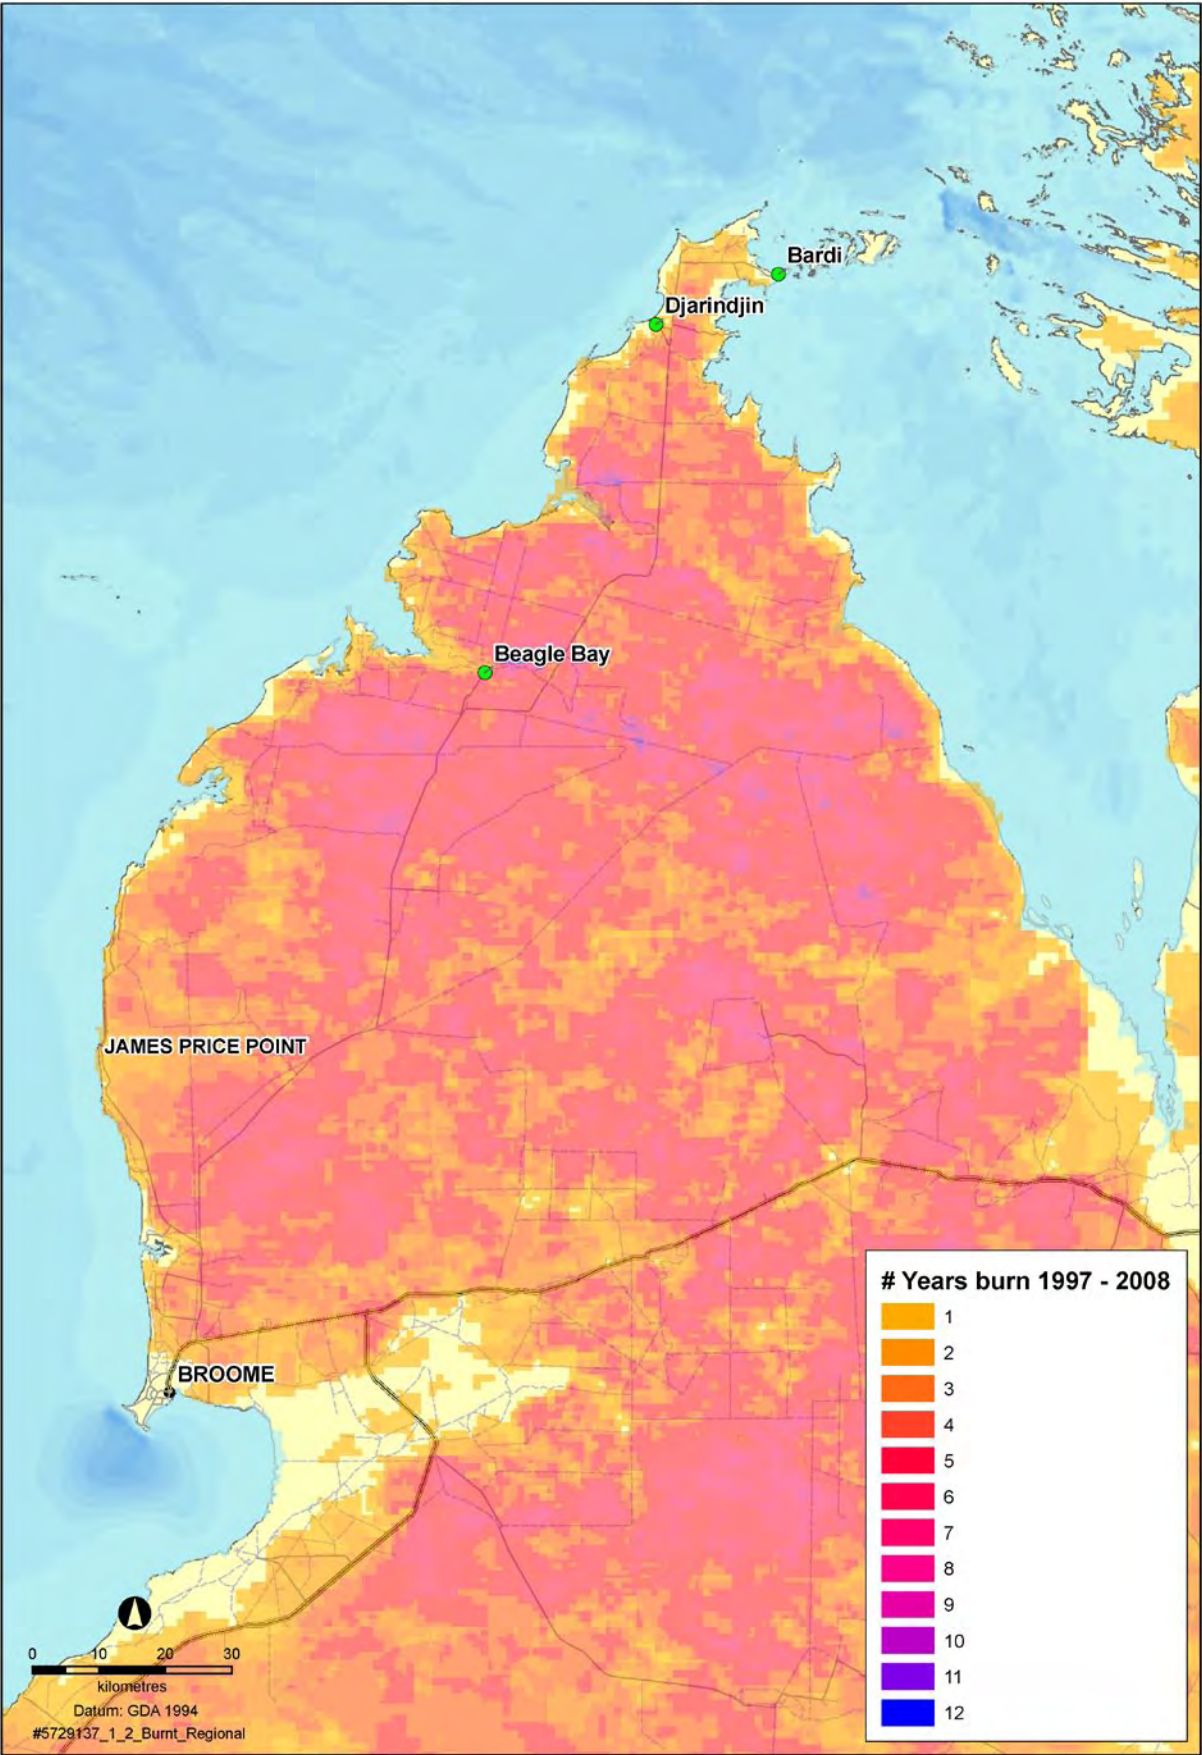 Bardi
Djarindjin
Beagle Bay
JAMES PRICE POINT
BROOME
# Years burn 1997 - 2008
1
2
3
4
5
6
7
8
9
10
11
12
0 10 20 30
kilometres
Datum: GDA 1994
#5729137_1_2_Burnt_Regional